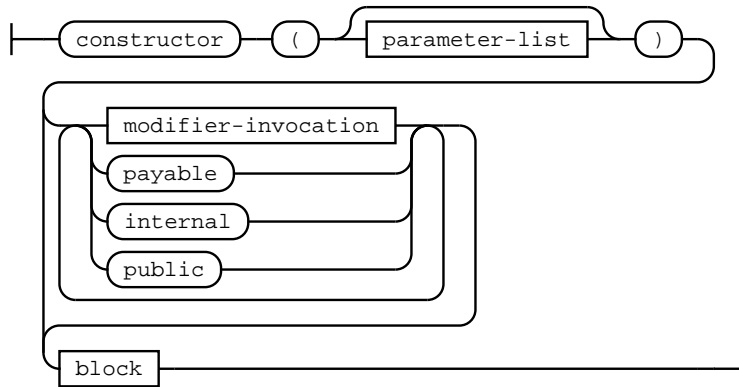 constructor ( parameter-list )
modifier-invocation
payable
internal
public
block